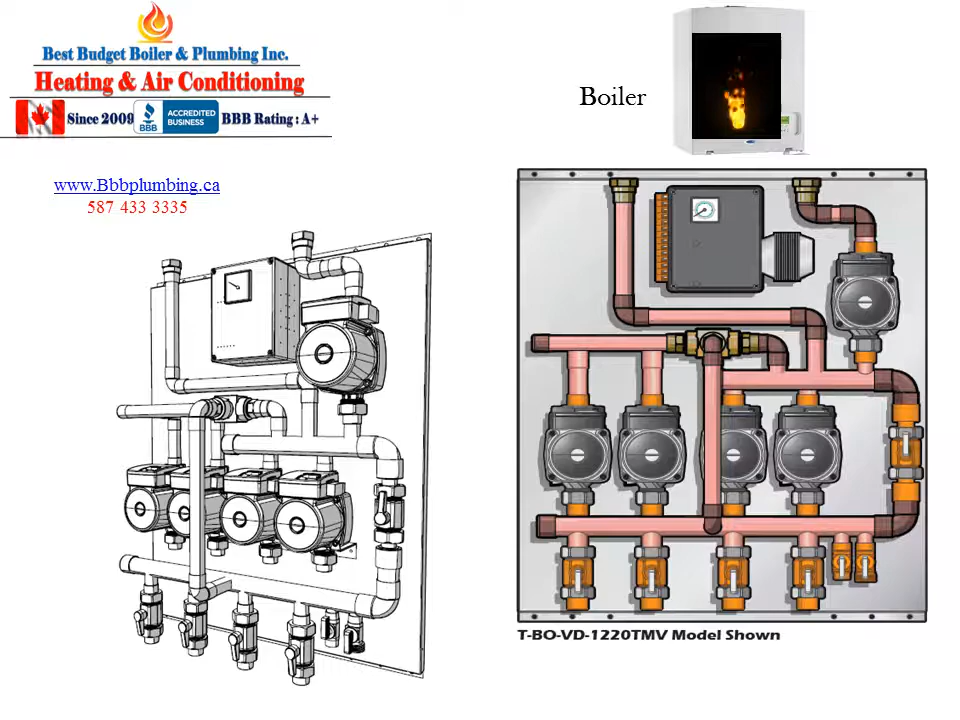 Best Budget Boiler & Plumbing Inc.
Heating & Air Conditioning
Since 2009
BBB
ACCREDITED
BUSINESS
BBB Rating : A+
www.Bbbplumbing.ca
587 433 3335
Boiler
T-BO-VD-1220TMV Model Shown